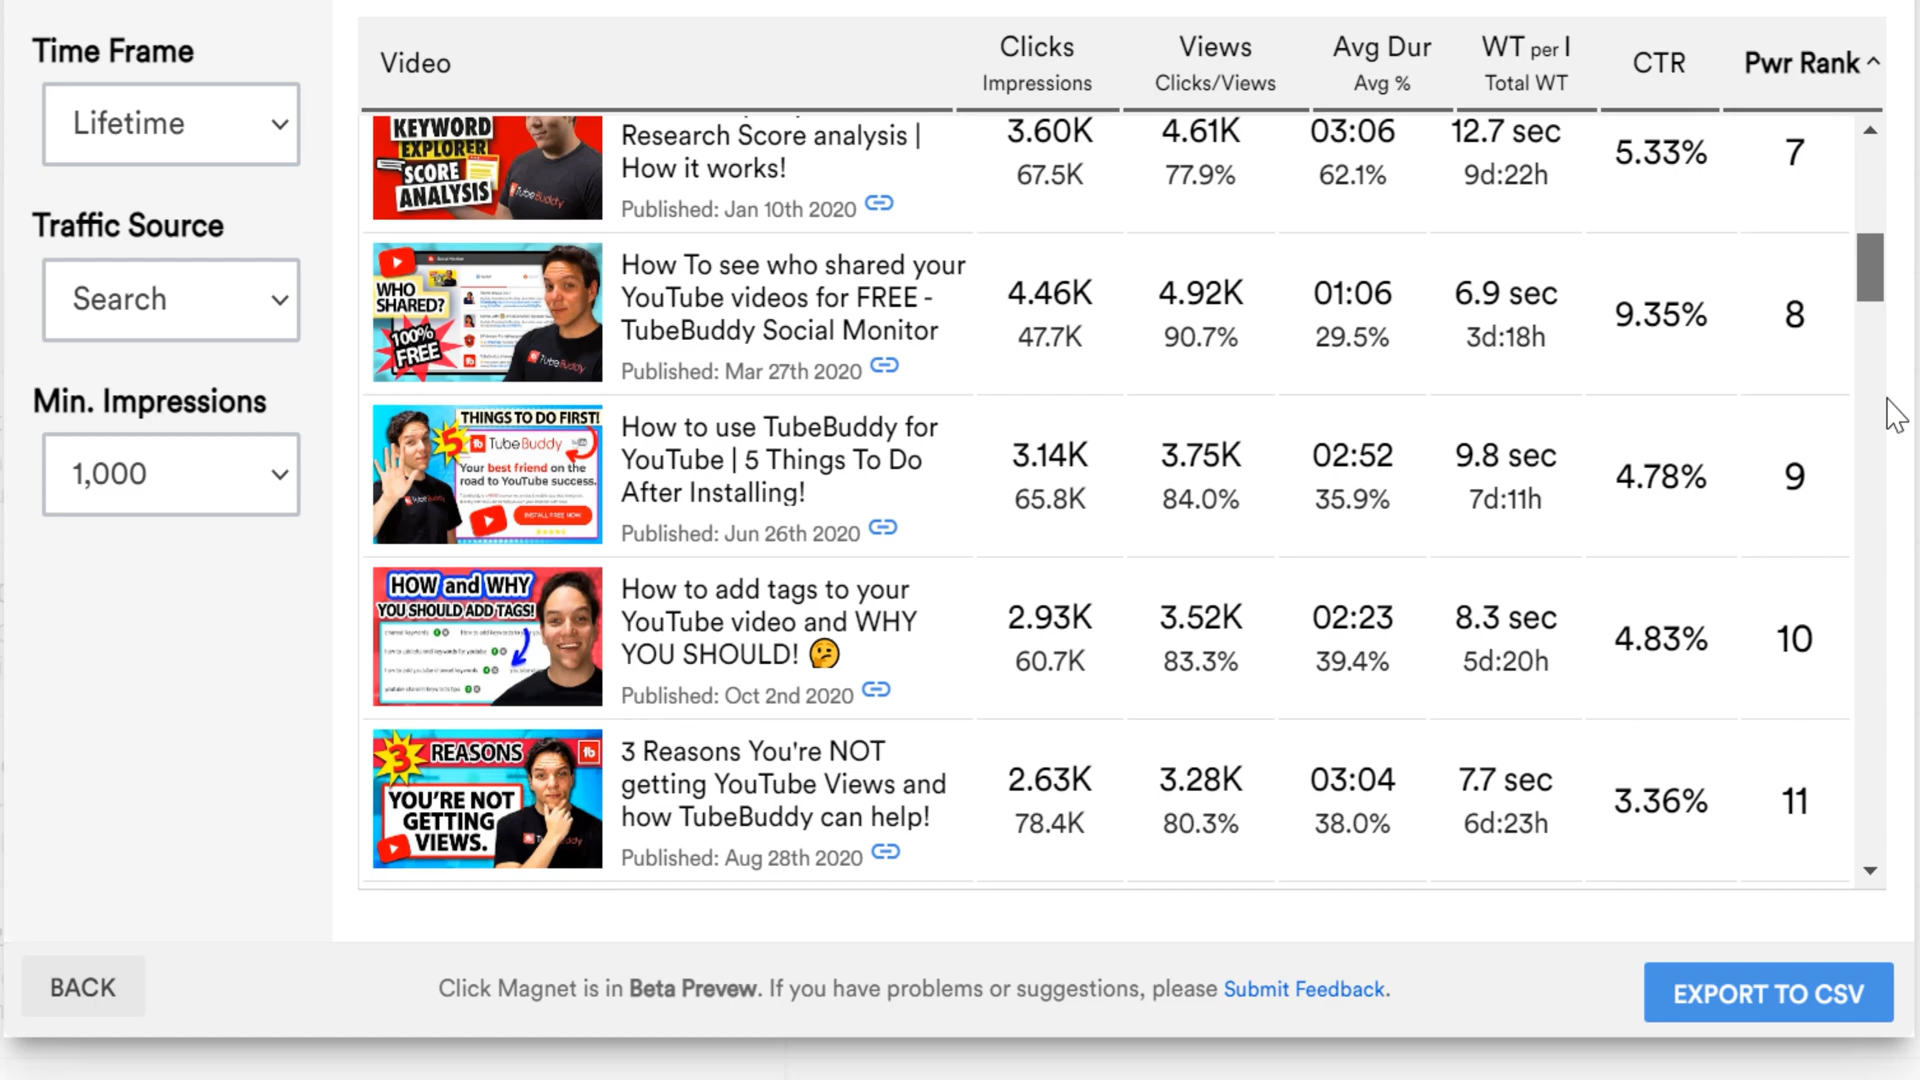 Time Frame
Lifetime
Traffic Source
Search
Min. Impressions
1,000
Video
Clicks
Impressions
Views
Clicks/Views
Avg Dur
Avg %
WT per I
Total WT
CTR
Pwr Rank
KEYWORD
EXPLORER
SCORE
ANALYSIS
TubeBuddy
Research Score analysis |
How it works!
Published: Jan 10th 2020
3.60K
67.5K
4.61K
77.9%
03:06
62.1%
12.7 sec
9d:22h
5.33%
7
WHO
SHARED?
100%
FREE
TubeBuddy
How To see who shared your
YouTube videos for FREE -
TubeBuddy Social Monitor
Published: Mar 27th 2020
4.46K
47.7K
4.92K
90.7%
01:06
29.5%
6.9 sec
3d:18h
9.35%
8
5
THINGS TO DO FIRST!
TubeBuddy
Your best friend on the
road to YouTube success.
INSTALL FREE NOW
How to use TubeBuddy for
YouTube | 5 Things To Do
After Installing!
Published: Jun 26th 2020
3.14K
65.8K
3.75K
84.0%
02:52
35.9%
9.8 sec
7d:11h
4.78%
9
HOW and WHY
YOU SHOULD ADD TAGS!
channel keywords
How to add tags to your
YouTube video and WHY
YOU SHOULD! 🤔
Published: Oct 2nd 2020
2.93K
60.7K
3.52K
83.3%
02:23
39.4%
8.3 sec
5d:20h
4.83%
10
3 REASONS
YOU'RE NOT
GETTING
VIEWS.
3 Reasons You're NOT
getting YouTube Views and
how TubeBuddy can help!
Published: Aug 28th 2020
2.63K
78.4K
3.28K
80.3%
03:04
38.0%
7.7 sec
6d:23h
3.36%
11
BACK
Click Magnet is in Beta Prevew. If you have problems or suggestions, please Submit Feedback.
EXPORT TO CSV